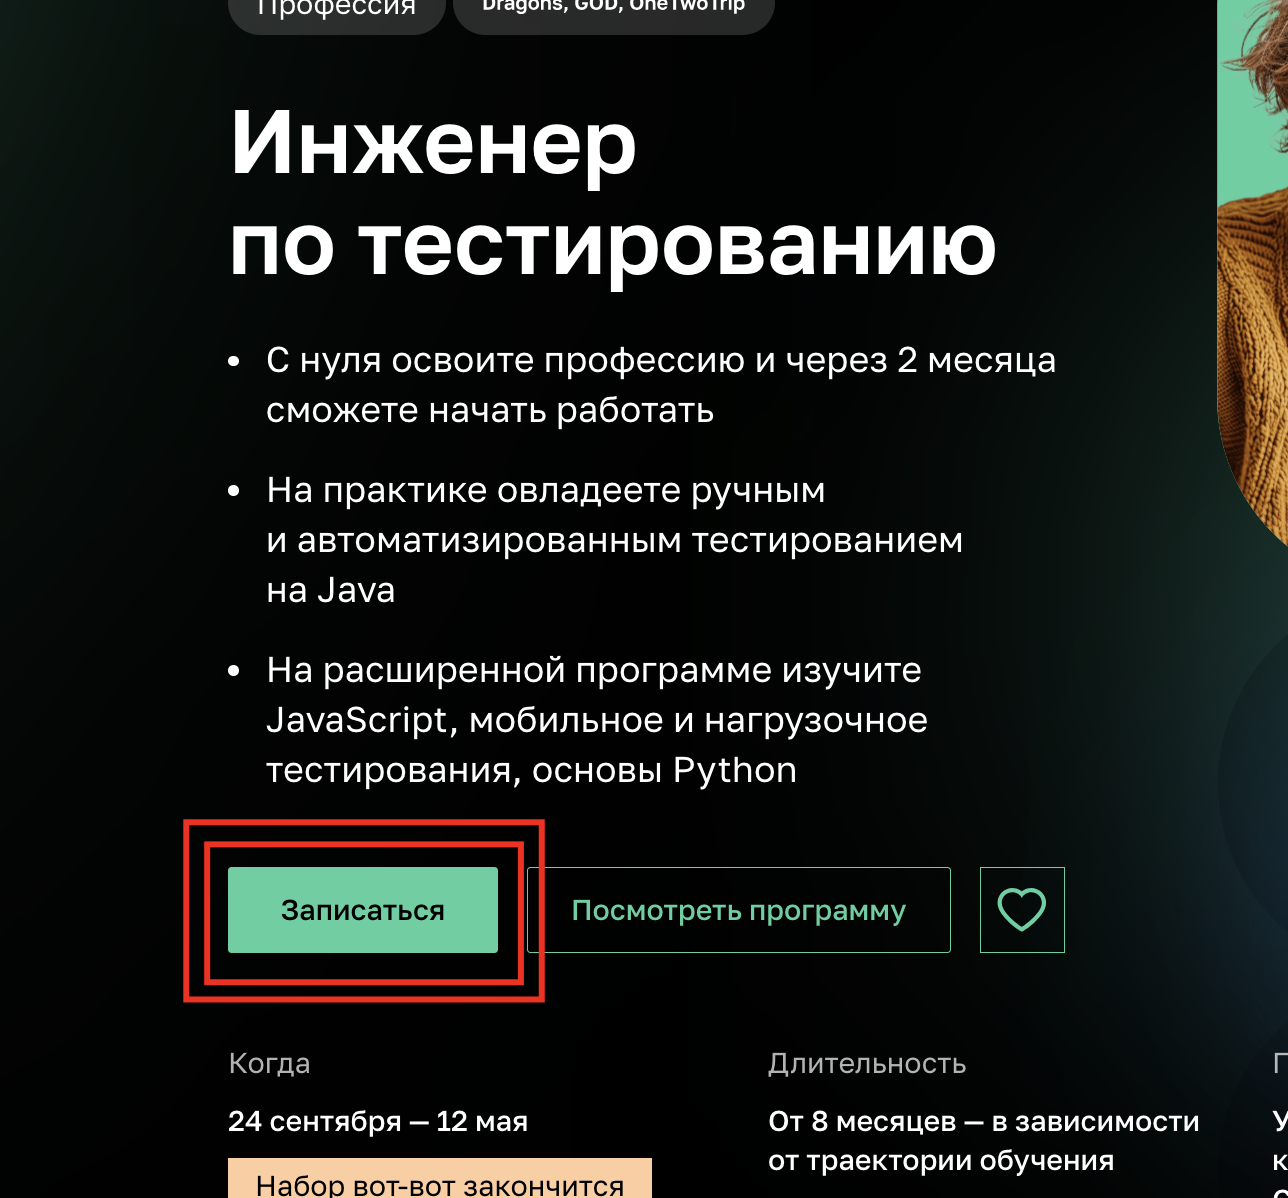 Профессия
Dragons, GOD, OneTwoTrip
Инженер
по тестированию
• С нуля освоите профессию и через 2 месяца
сможете начать работать
• На практике овладеете ручным
и автоматизированным тестированием
на Java
• На расширенной программе изучите
JavaScript, мобильное и нагрузочное
тестирования, основы Python
Записаться
Посмотреть программу
Когда
Длительность
24 сентября — 12 мая
От 8 месяцев — в зависимости
от траектории обучения
Набор вот-вот закончится